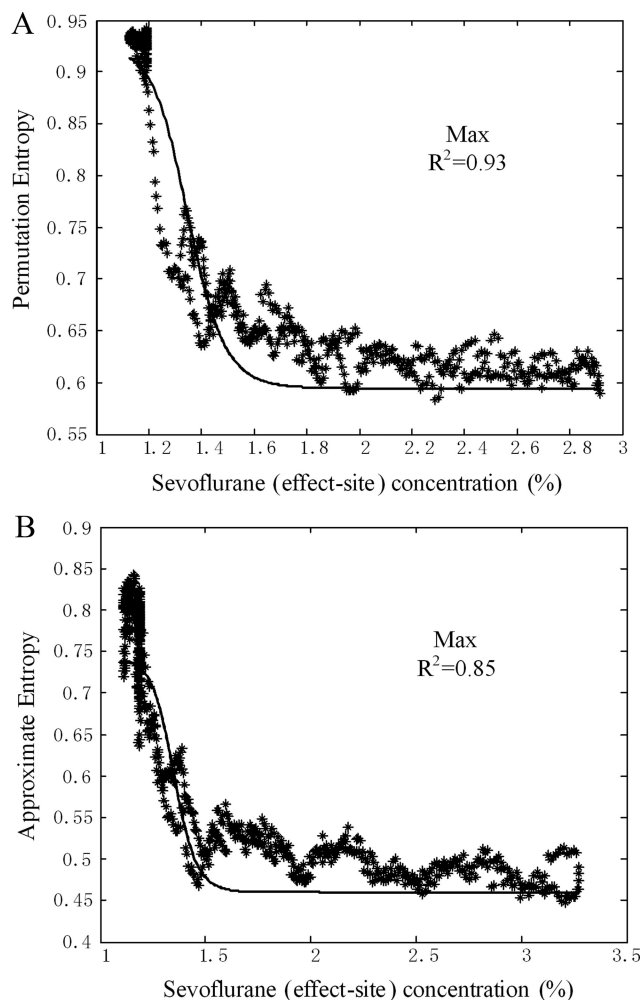 A
0.95
0.9
0.85
0.8
0.75
0.7
0.65
0.6
0.55
Permutation Entropy
Max
R²=0.93
1 1.2 1.4 1.6 1.8 2 2.2 2.4 2.6 2.8 3
Sevoflurane (effect-site) concentration (%)
B
0.9
0.85
0.8
0.75
0.7
0.65
0.6
0.55
0.5
0.45
0.4
Approximate Entropy
Max
R²=0.85
1 1.5 2 2.5 3 3.5
Sevoflurane (effect-site) concentration (%)